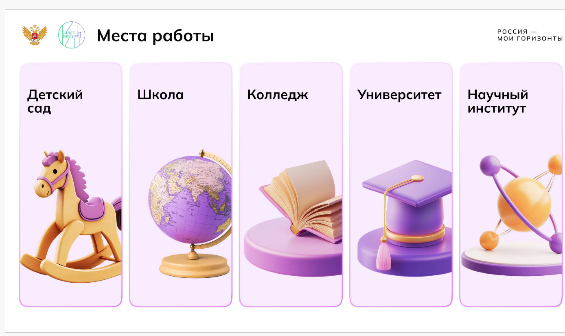 Места работы
РОССИЯ —
МОИ ГОРИЗОНТЫ
Детский
сад
Школа
Колледж
Университет
Научный
институт